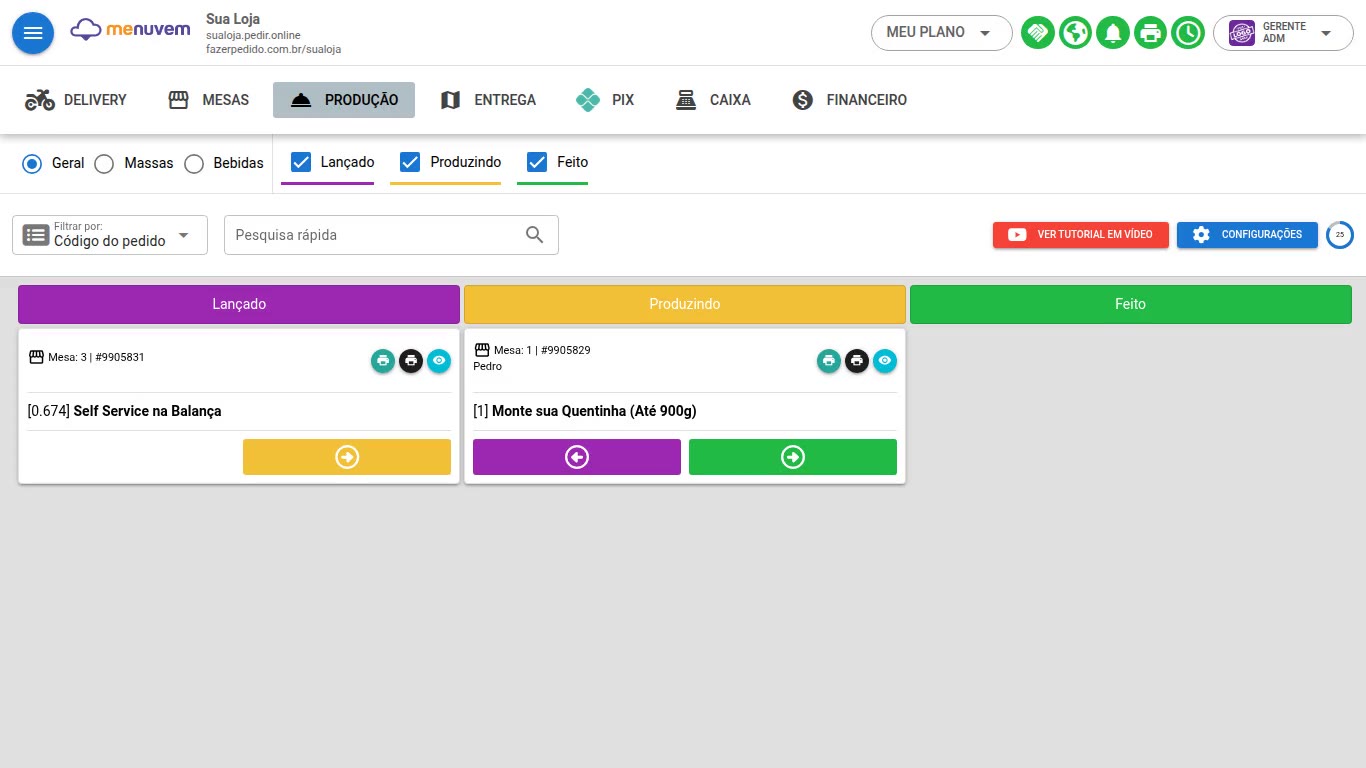 menuvem
Sua Loja
sualoja.pedir.online
fazerpedido.com.br/sualoja
MEU PLANO
GERENTE
ADM
DELIVERY
MESAS
PRODUÇÃO
ENTREGA
PIX
CAIXA
FINANCEIRO
Geral
Massas
Bebidas
Lançado
Produzindo
Feito
Filtrar por:
Código do pedido
Pesquisa rápida
VER TUTORIAL EM VÍDEO
CONFIGURAÇÕES
25
Lançado
Produzindo
Feito
Mesa: 3 | #9905831
[0.674] Self Service na Balança
Mesa: 1 | #9905829
Pedro
[1] Monte sua Quentinha (Até 900g)